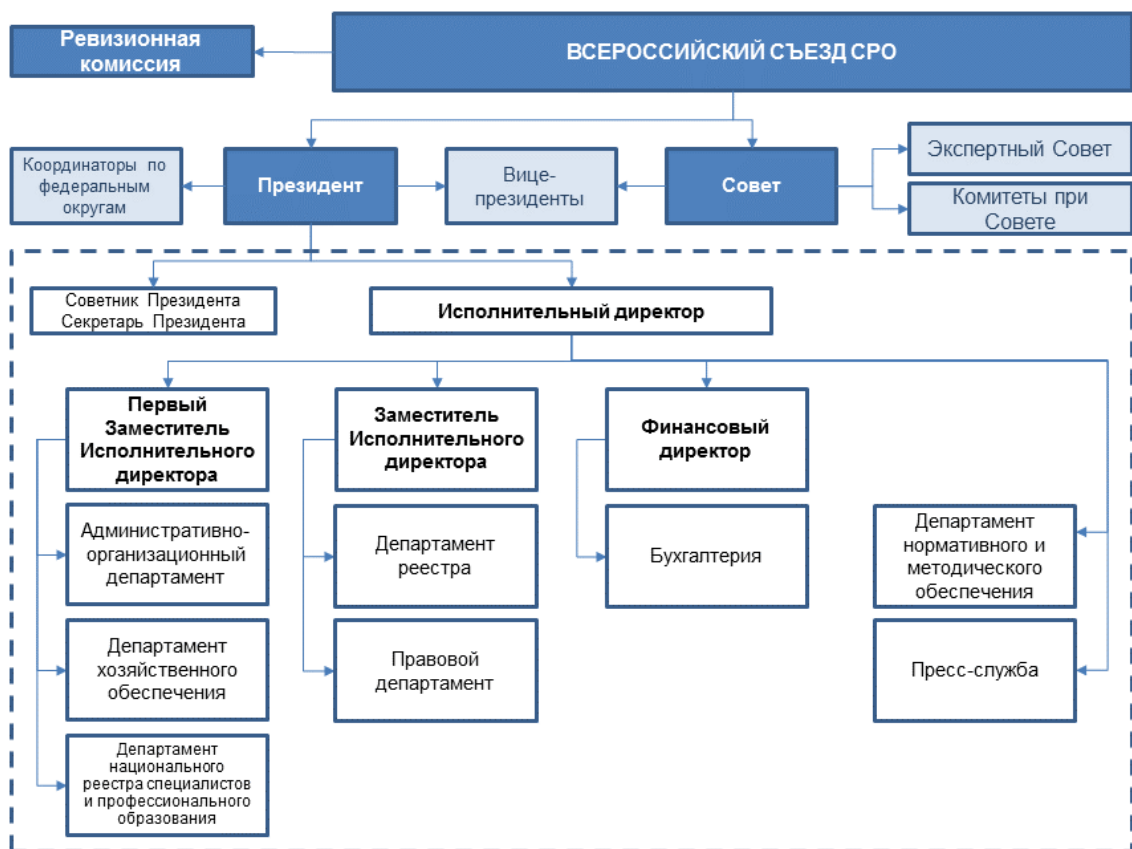 Ревизионная
комиссия
ВСЕРОССИЙСКИЙ СЪЕЗД СРО
Координаторы по
федеральным
округам
Президент
Вице-
президенты
Совет
Экспертный Совет
Комитеты при
Совете
Советник Президента
Секретарь Президента
Исполнительный директор
Первый
Заместитель
Исполнительного
директора
Заместитель
Исполнительного
директора
Финансовый
директор
Административно-
организационный
департамент
Департамент
реестра
Бухгалтерия
Департамент
нормативного и
методического
обеспечения
Департамент
хозяйственного
обеспечения
Правовой
департамент
Пресс-служба
Департамент
национального
реестра специалистов
и профессионального
образования